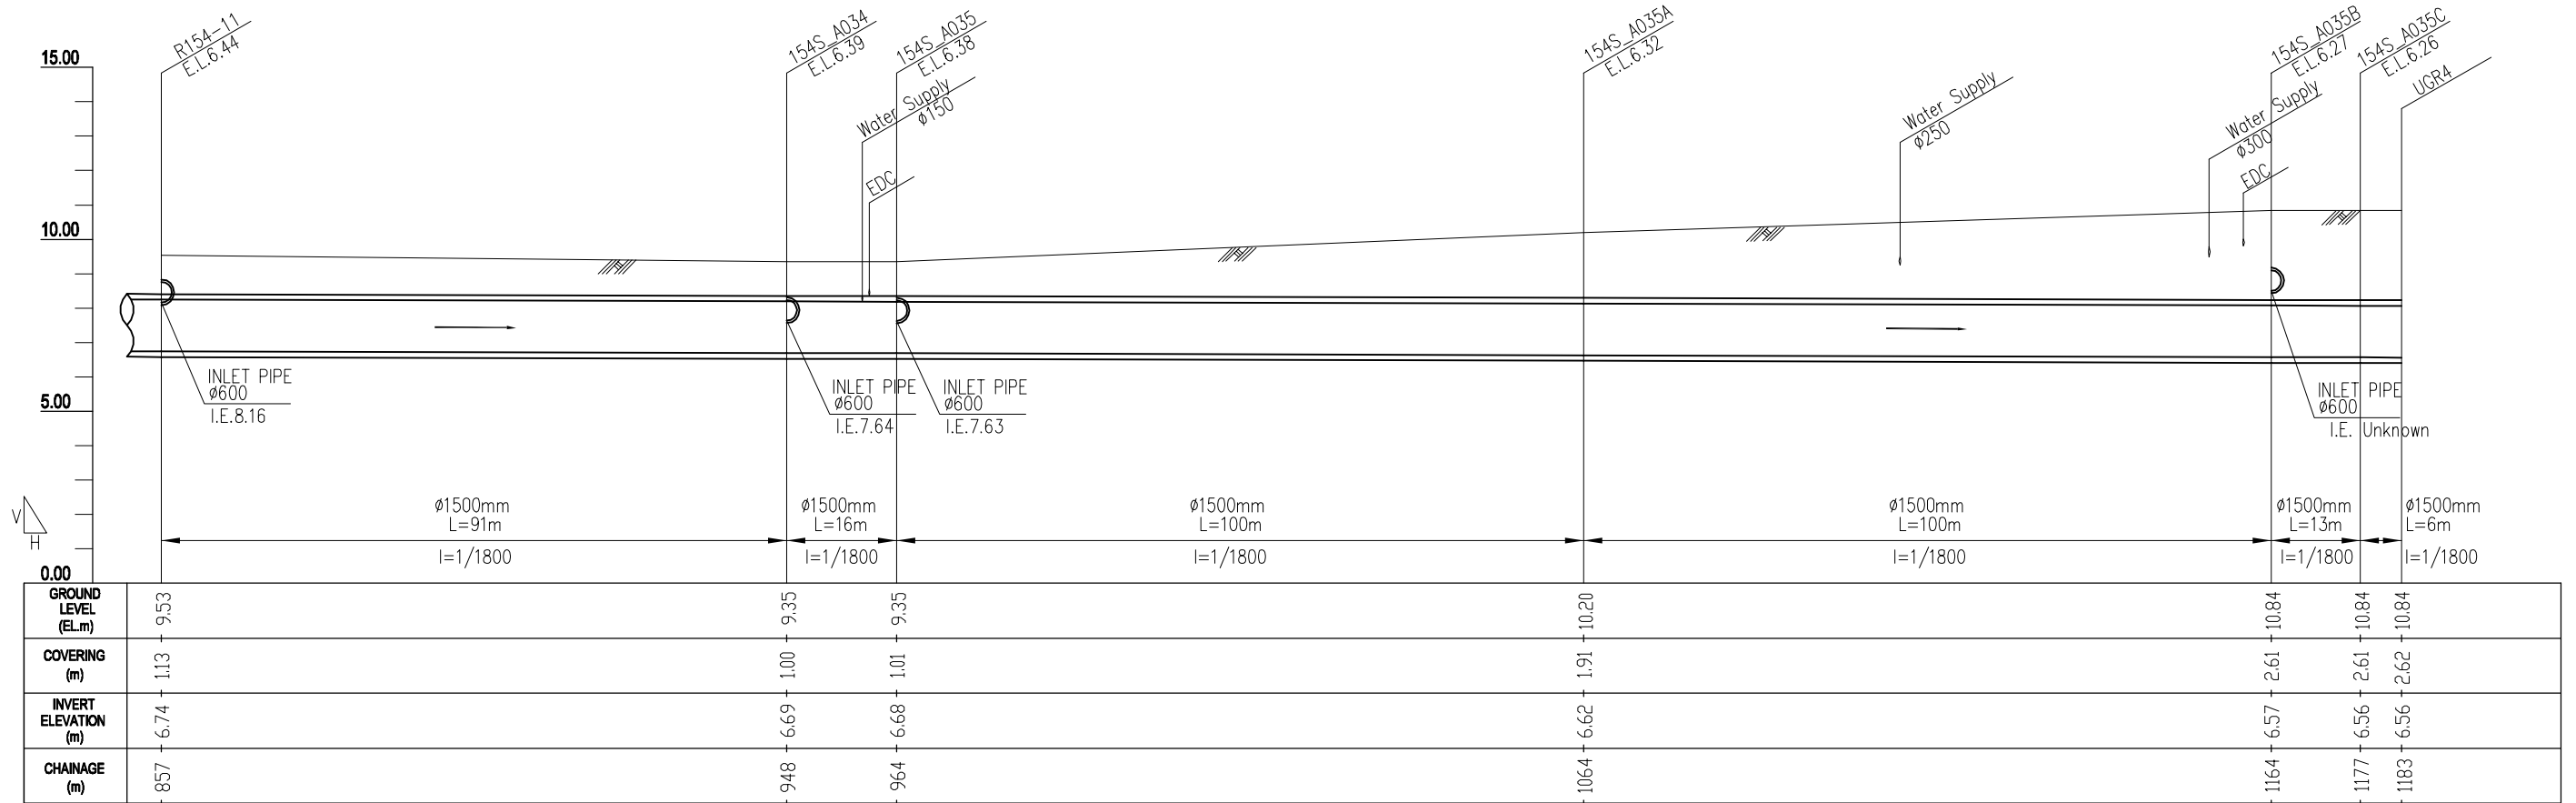 R154-11
E.L.6.44
154S_A034
E.L.6.39
154S_A035
E.L.6.38
Water Supply
ø150
EDC
154S_A035A
E.L.6.32
Water Supply
ø250
154S_A035B
E.L.6.27
154S_A035C
E.L.6.26
UGR4
Water Supply
ø300
EDC
15.00
10.00
5.00
0.00
V
H
INLET PIPE
ø600
I.E.8.16
INLET PIPE
ø600
I.E.7.64
INLET PIPE
ø600
I.E.7.63
INLET PIPE
ø600
I.E. Unknown
ø1500mm
L=91m
I=1/1800
ø1500mm
L=16m
I=1/1800
ø1500mm
L=100m
I=1/1800
ø1500mm
L=100m
I=1/1800
ø1500mm
L=13m
I=1/1800
ø1500mm
L=6m
I=1/1800
GROUND
LEVEL
(EL.m)
9.53
9.35
9.35
10.20
10.84
10.84
10.84
COVERING
(m)
1.13
1.00
1.01
1.91
2.61
2.61
2.62
INVERT
ELEVATION
(m)
6.74
6.69
6.68
6.62
6.57
6.56
6.56
CHAINAGE
(m)
857
948
964
1064
1164
1177
1183